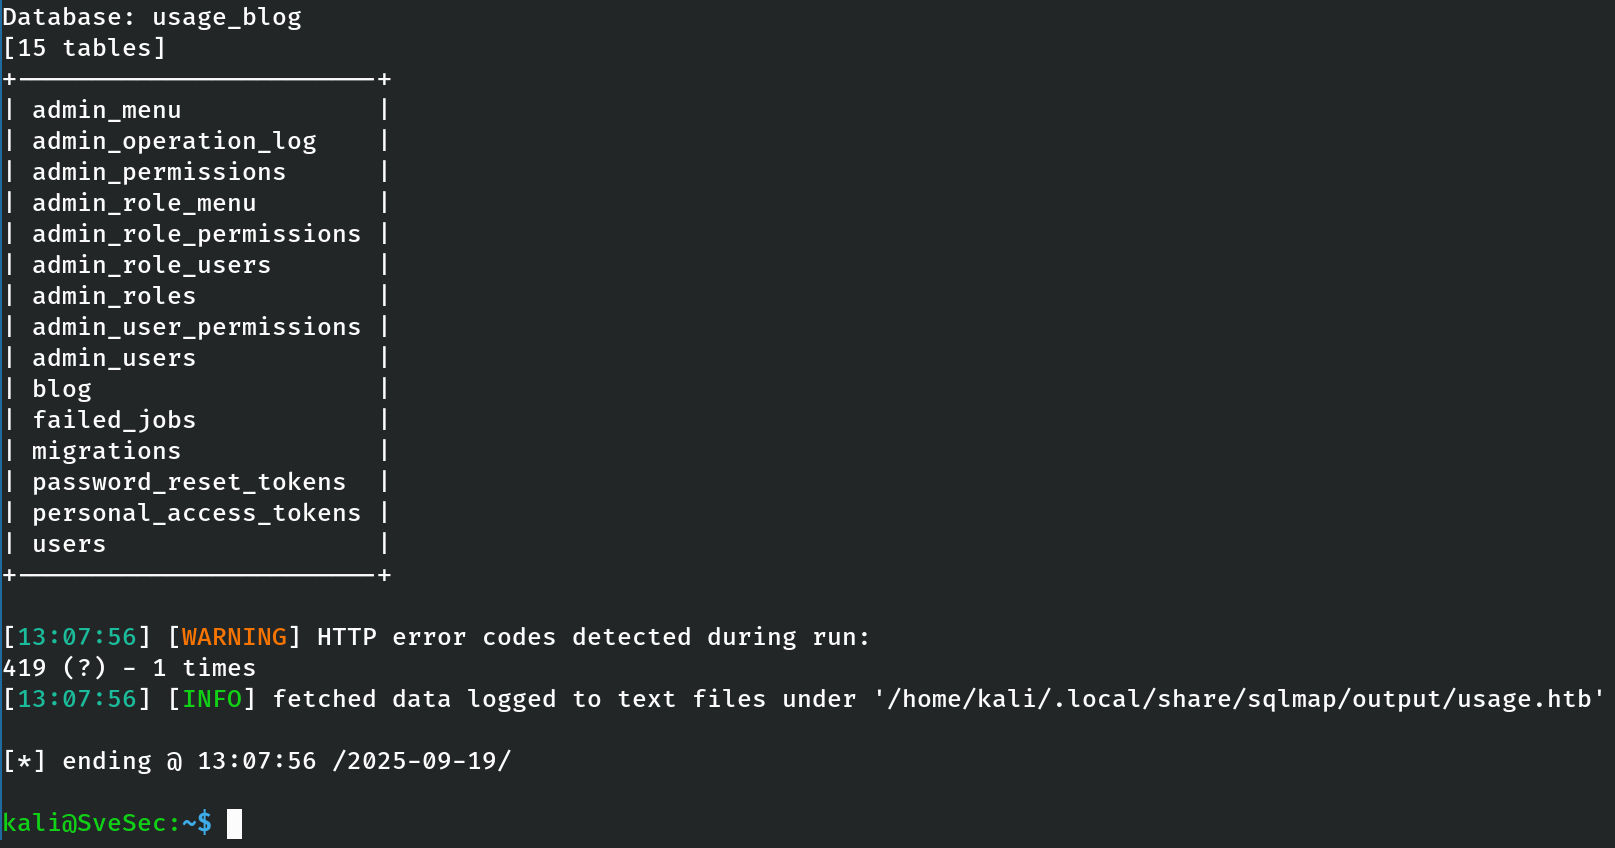 Database: usage_blog
[15 tables]
+------------------------+
| admin_menu             |
| admin_operation_log    |
| admin_permissions      |
| admin_role_menu        |
| admin_role_permissions |
| admin_role_users       |
| admin_roles            |
| admin_user_permissions |
| admin_users            |
| blog                   |
| failed_jobs            |
| migrations             |
| password_reset_tokens  |
| personal_access_tokens |
| users                  |
+------------------------+
[13:07:56] [WARNING] HTTP error codes detected during run:
419 (?) - 1 times
[13:07:56] [INFO] fetched data logged to text files under '/home/kali/.local/share/sqlmap/output/usage.htb'
[*] ending @ 13:07:56 /2025-09-19/
kali@SveSec:~$